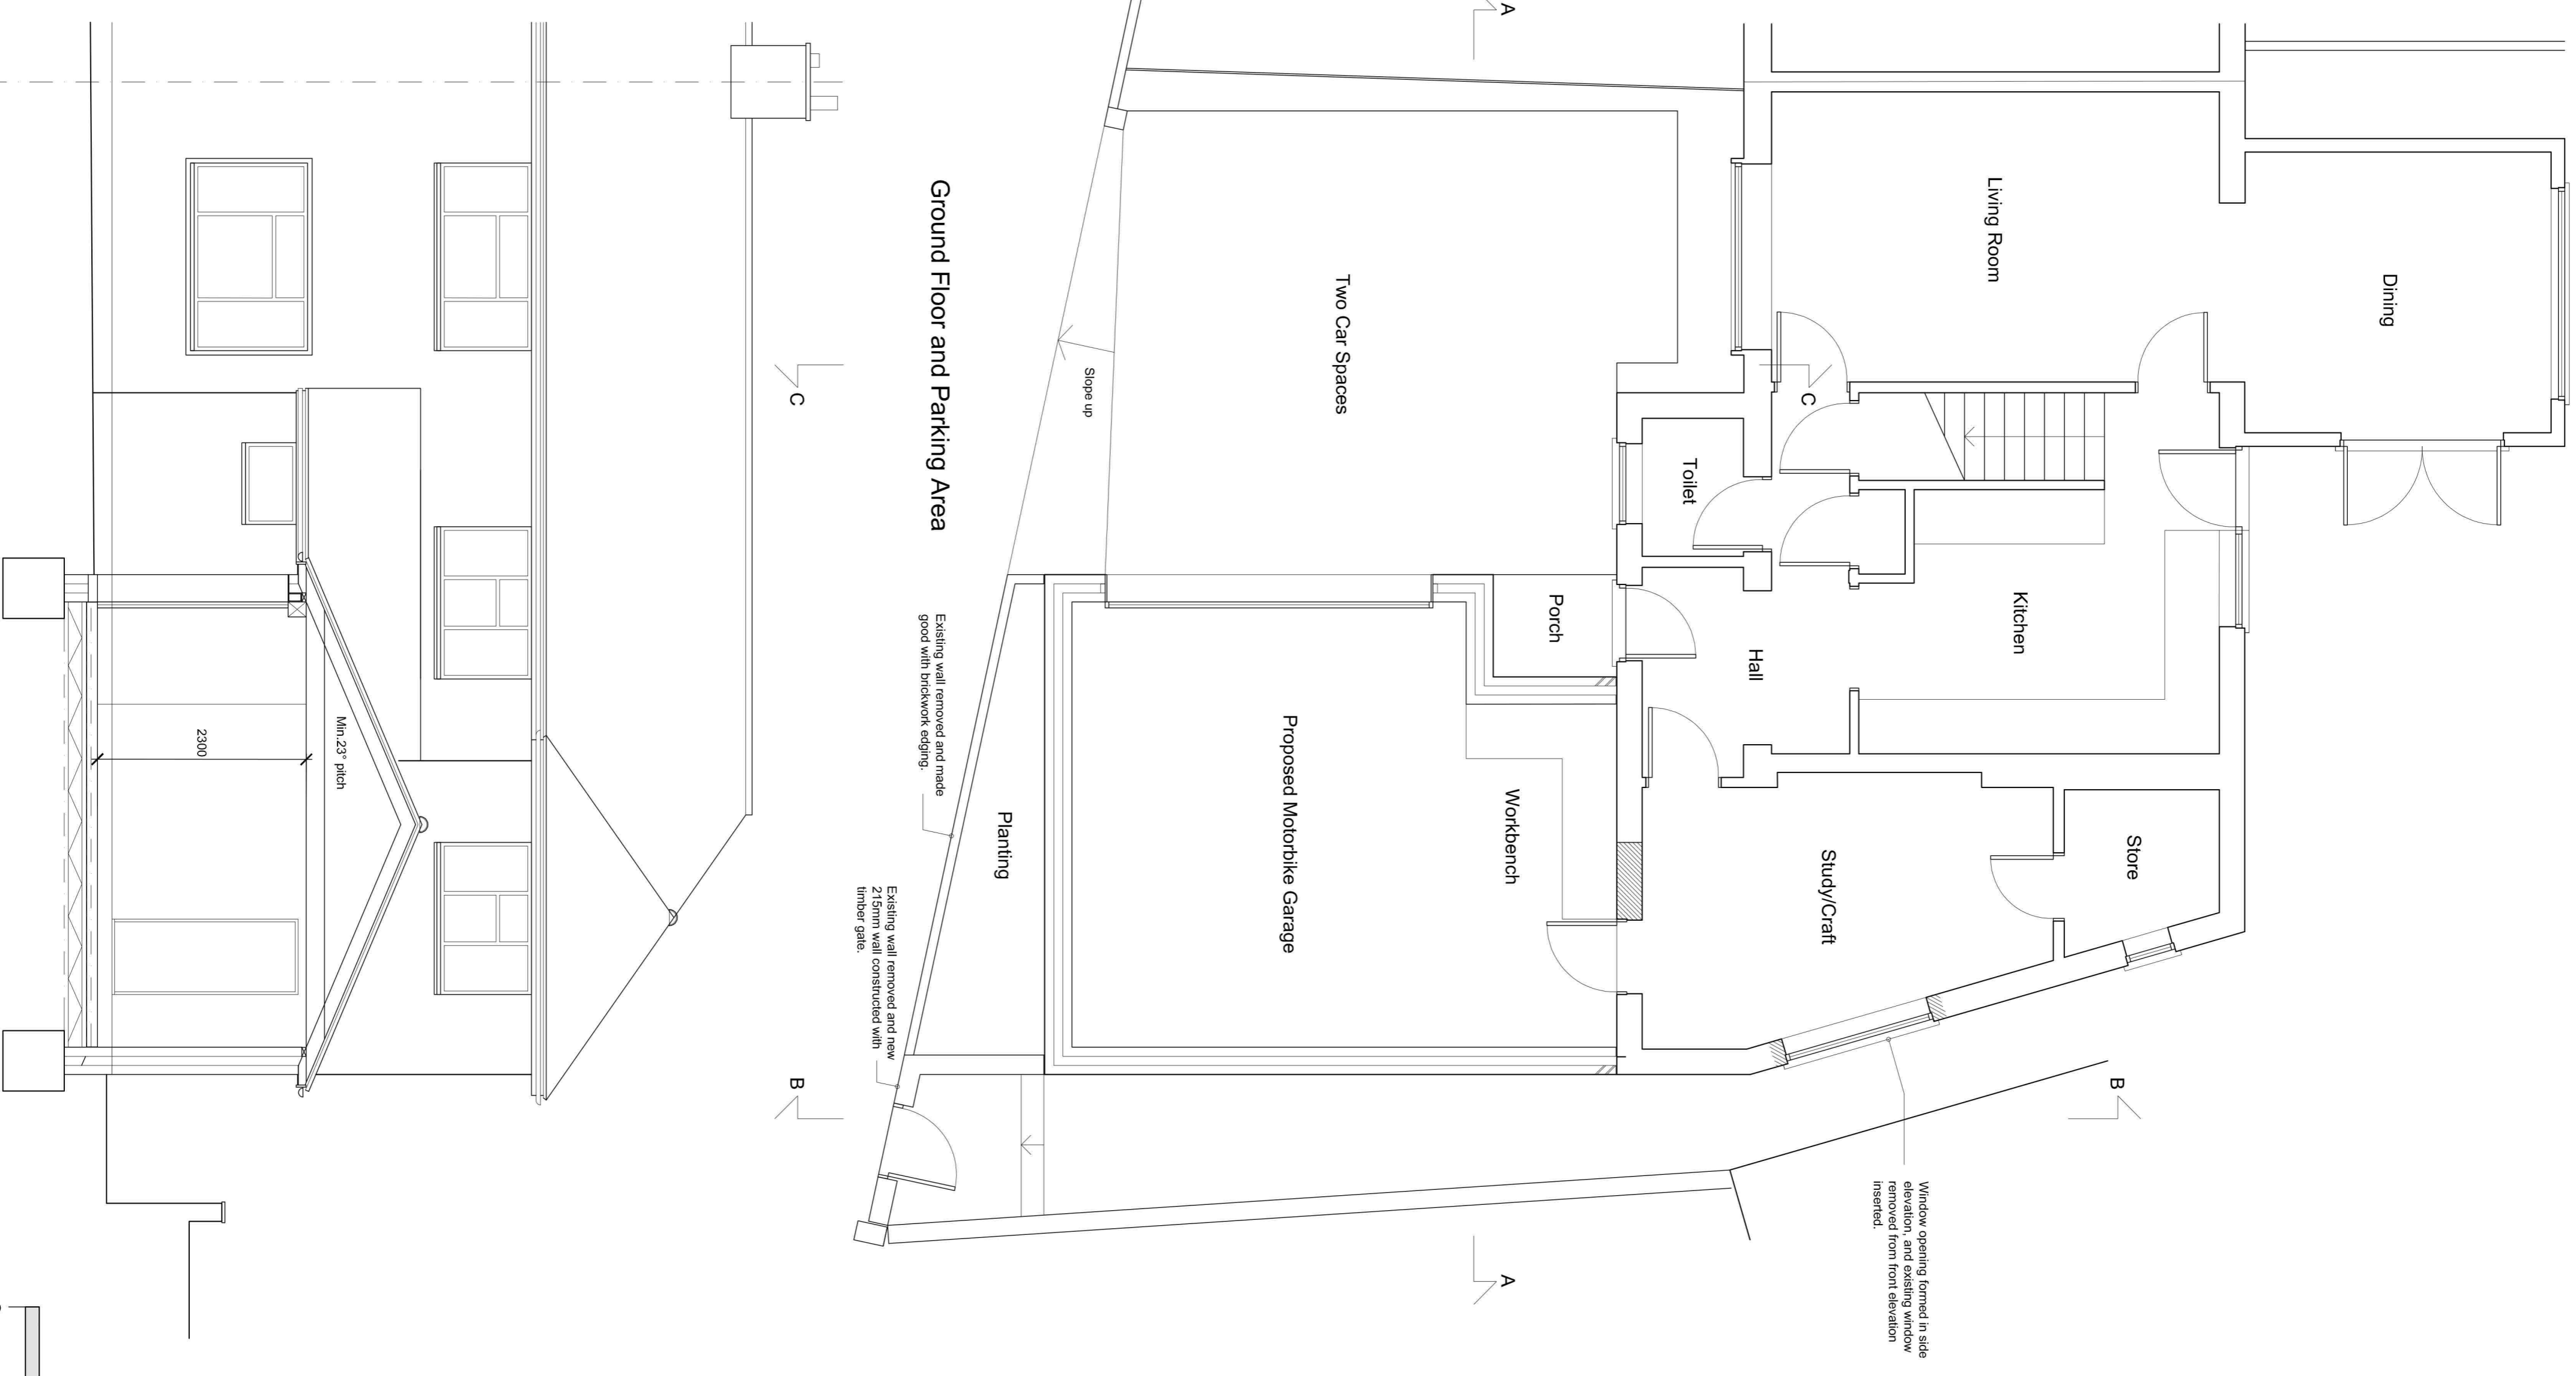 Dining
Living Room
Kitchen
Store
Study/Craft
Hall
Toilet
Porch
Workbench
Two Car Spaces
Proposed Motorbike Garage
Slope up
Planting
Window opening formed in side
elevation, and existing window
removed from front elevation
inserted.
Existing wall removed and made
good with brickwork edging.
Existing wall removed and new
215mm wall constructed with
timber gate.
Ground Floor and Parking Area
A
A
B
B
C
C
Min.23° pitch
2300